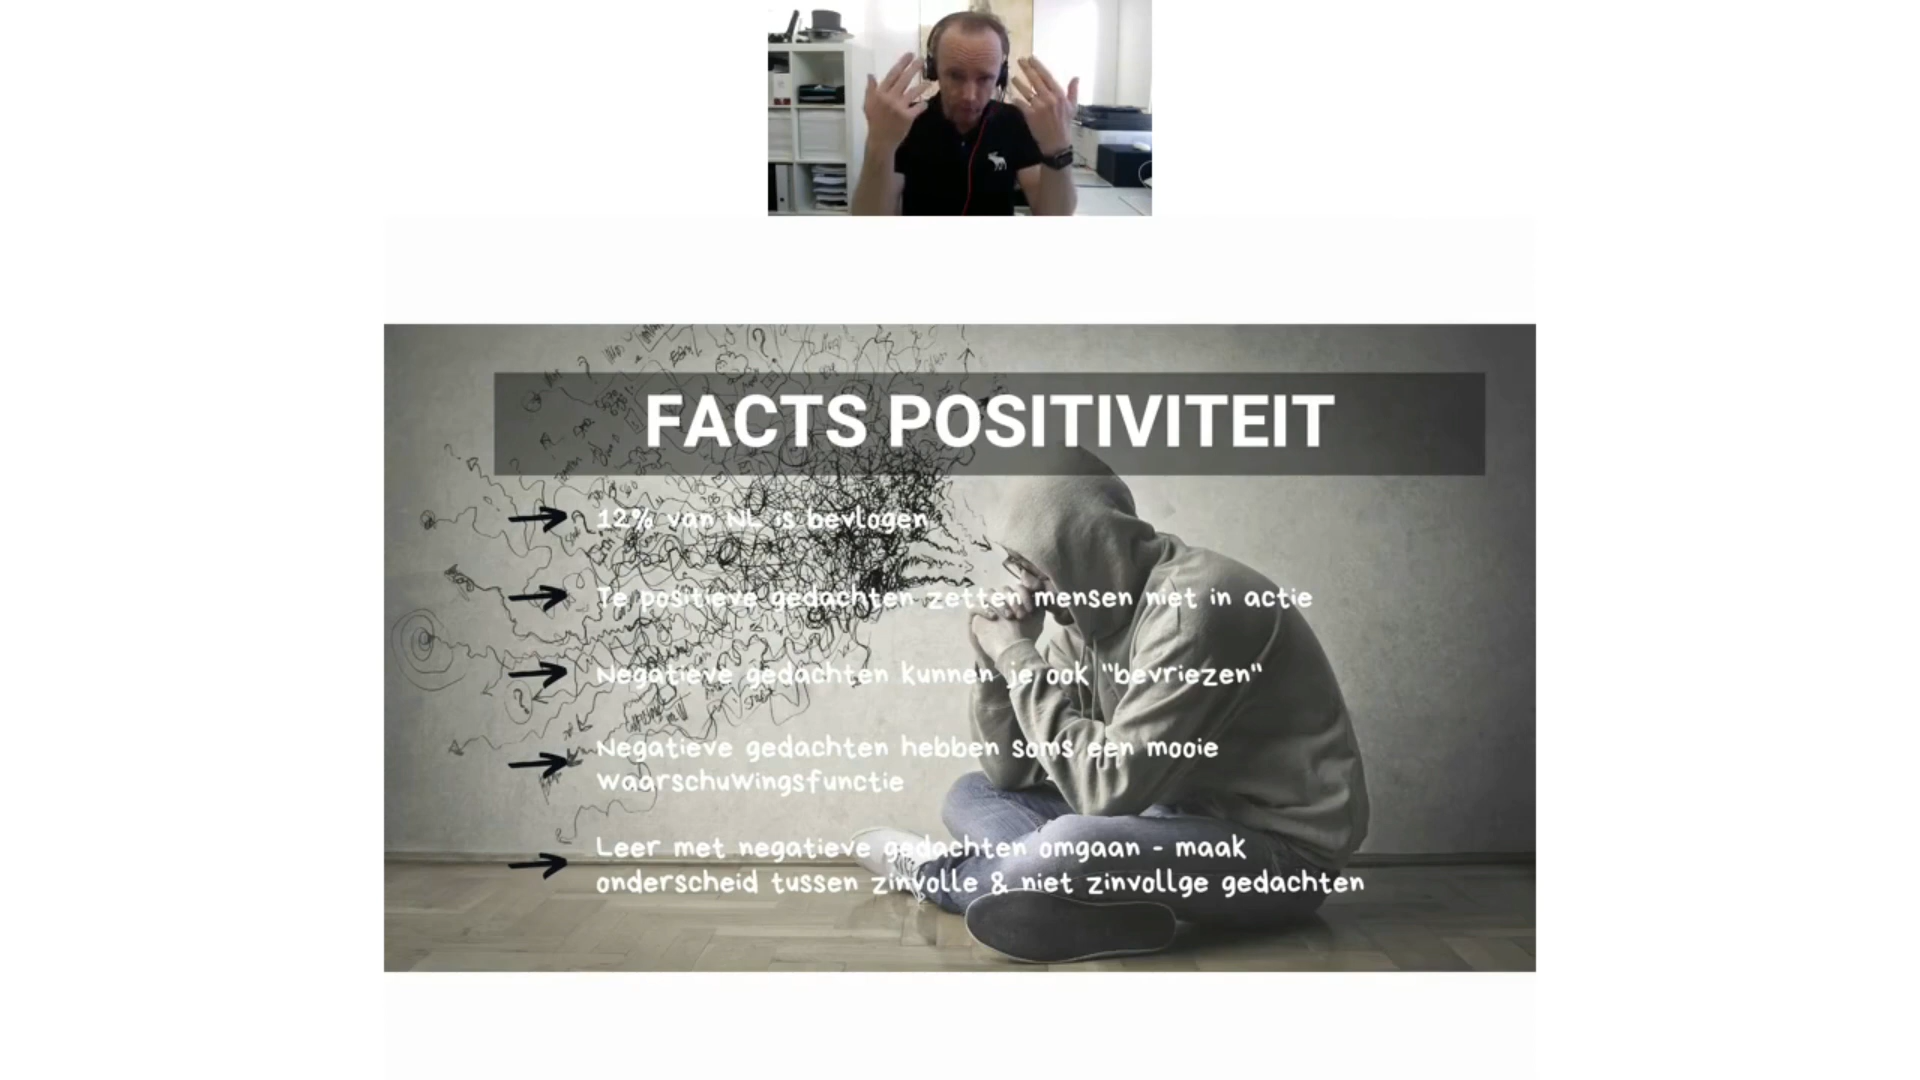 FACTS POSITIVITEIT
12% van NL is bevlogen
Te positieve gedachten zetten mensen niet in actie
Negatieve gedachten kunnen je ook "bevriezen"
Negatieve gedachten hebben soms een mooie
waarschuwingsfunctie
Leer met negatieve gedachten omgaan - maak
onderscheid tussen zinvolle & niet zinvollge gedachten